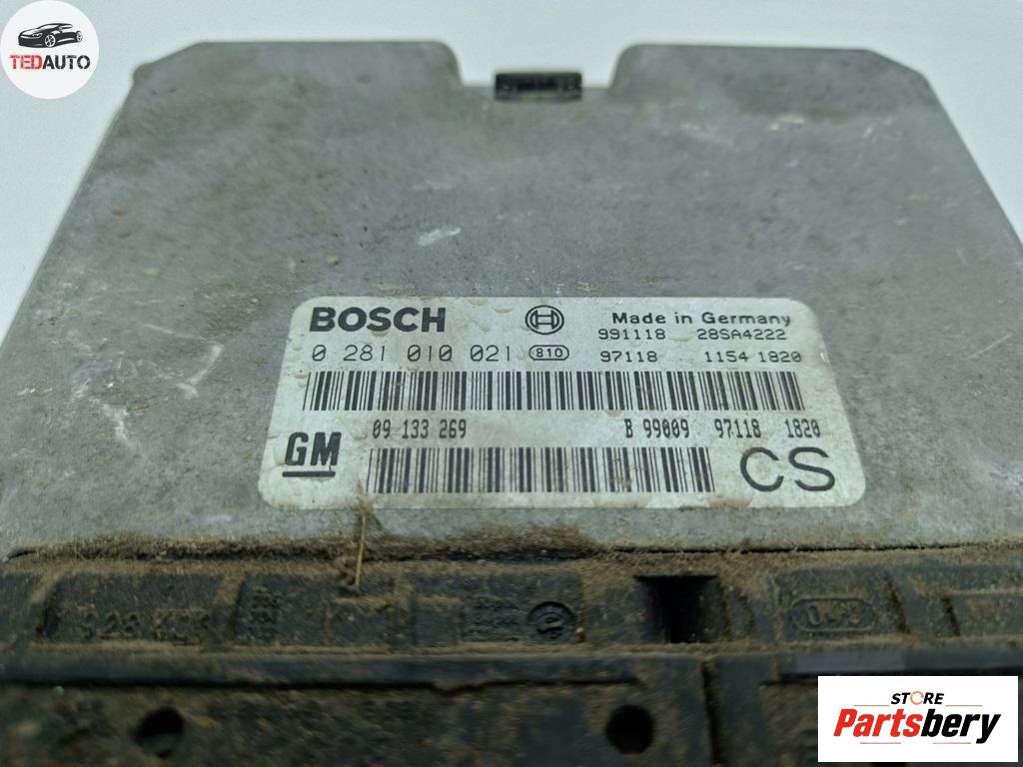 TEDAUTO
BOSCH
Made in Germany
991118 28SA4222
0 281 010 021 810
97118 1154 1820
09 133 269
B 99009 97118 1820
GM
CS
STORE
Partsbery